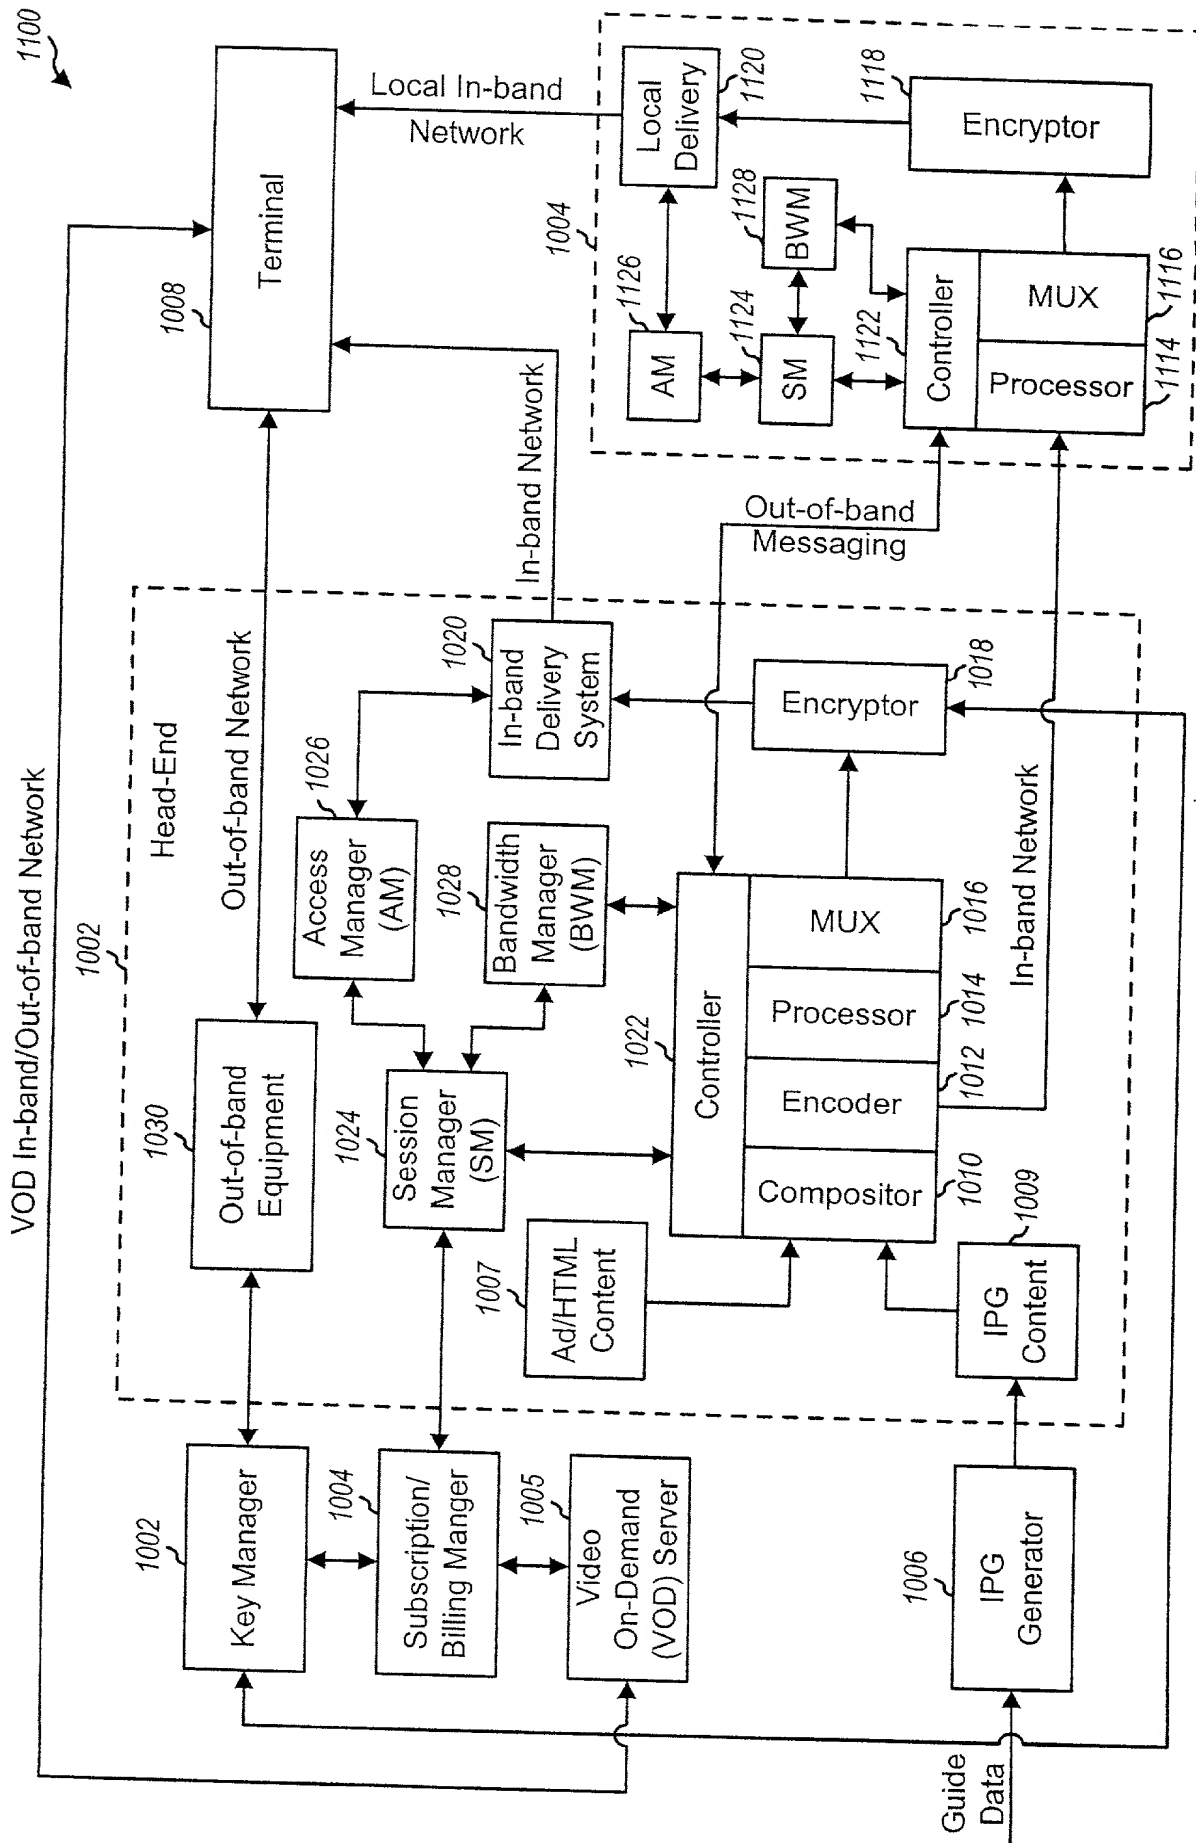 1100
VOD In-band/Out-of-band Network
1002
Head-End
1002
Key Manager
1030
Out-of-band
Equipment
Out-of-band Network
1008
Terminal
1004
Subscription/
Billing Manger
1024
Session
Manager
(SM)
1026
Access
Manager
(AM)
1005
Video
On-Demand
(VOD) Server
1028
Bandwidth
Manager
(BWM)
1020
In-band
Delivery
System
In-band Network
Local In-band
Network
1007
Ad/HTML
Content
1022
Controller
Compositor
1010
Encoder
1012
Processor
1014
MUX
1016
Encryptor
1018
Out-of-band
Messaging
In-band Network
1006
IPG
Generator
1009
IPG
Content
Guide
Data
1004
1126
AM
Local
Delivery
1120
1124
SM
1128
BWM
1122
Controller
Processor
1114
MUX
1116
Encryptor
1118